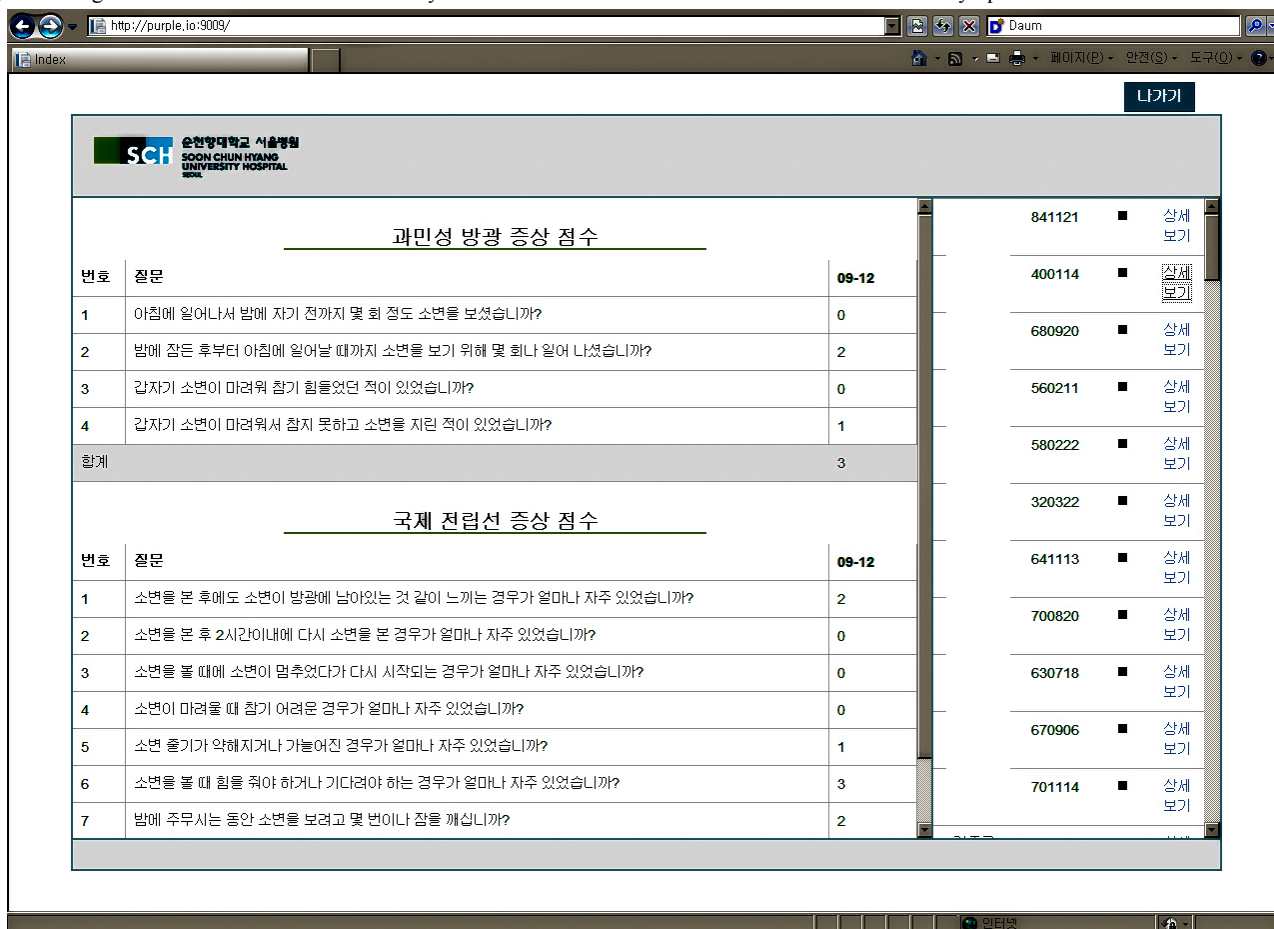 http://purple.io:9009/
Daum
Index
페이지(P)
안전(S)
도구(O)
나가기
SCH
순천향대학교 서울병원
SOON CHUN HYANG
UNIVERSITY HOSPITAL
SEOUL
과민성 방광 증상 점수
번호 질문 09-12
1 아침에 일어나서 밤에 자기 전까지 몇 회 정도 소변을 보셨습니까? 0
2 밤에 잠든 후부터 아침에 일어날 때까지 소변을 보기 위해 몇 회나 일어 나셨습니까? 2
3 갑자기 소변이 마려워 참기 힘들었던 적이 있었습니까? 0
4 갑자기 소변이 마려워서 참지 못하고 소변을 지린 적이 있었습니까? 1
합계 3
국제 전립선 증상 점수
번호 질문 09-12
1 소변을 본 후에도 소변이 방광에 남아있는 것 같이 느끼는 경우가 얼마나 자주 있었습니까? 2
2 소변을 본 후 2시간이내에 다시 소변을 본 경우가 얼마나 자주 있었습니까? 0
3 소변을 볼 때에 소변이 멈추었다가 다시 시작되는 경우가 얼마나 자주 있었습니까? 0
4 소변이 마려울 때 참기 어려운 경우가 얼마나 자주 있었습니까? 0
5 소변 줄기가 약해지거나 가늘어진 경우가 얼마나 자주 있었습니까? 1
6 소변을 볼 때 힘을 줘야 하거나 기다려야 하는 경우가 얼마나 자주 있었습니까? 3
7 밤에 주무시는 동안 소변을 보려고 몇 번이나 잠을 깨십니까? 2
841121 ■ 상세
보기
400114 ■ 상세
보기
680920 ■ 상세
보기
560211 ■ 상세
보기
580222 ■ 상세
보기
320322 ■ 상세
보기
641113 ■ 상세
보기
700820 ■ 상세
보기
630718 ■ 상세
보기
670906 ■ 상세
보기
701114 ■ 상세
보기
인터넷